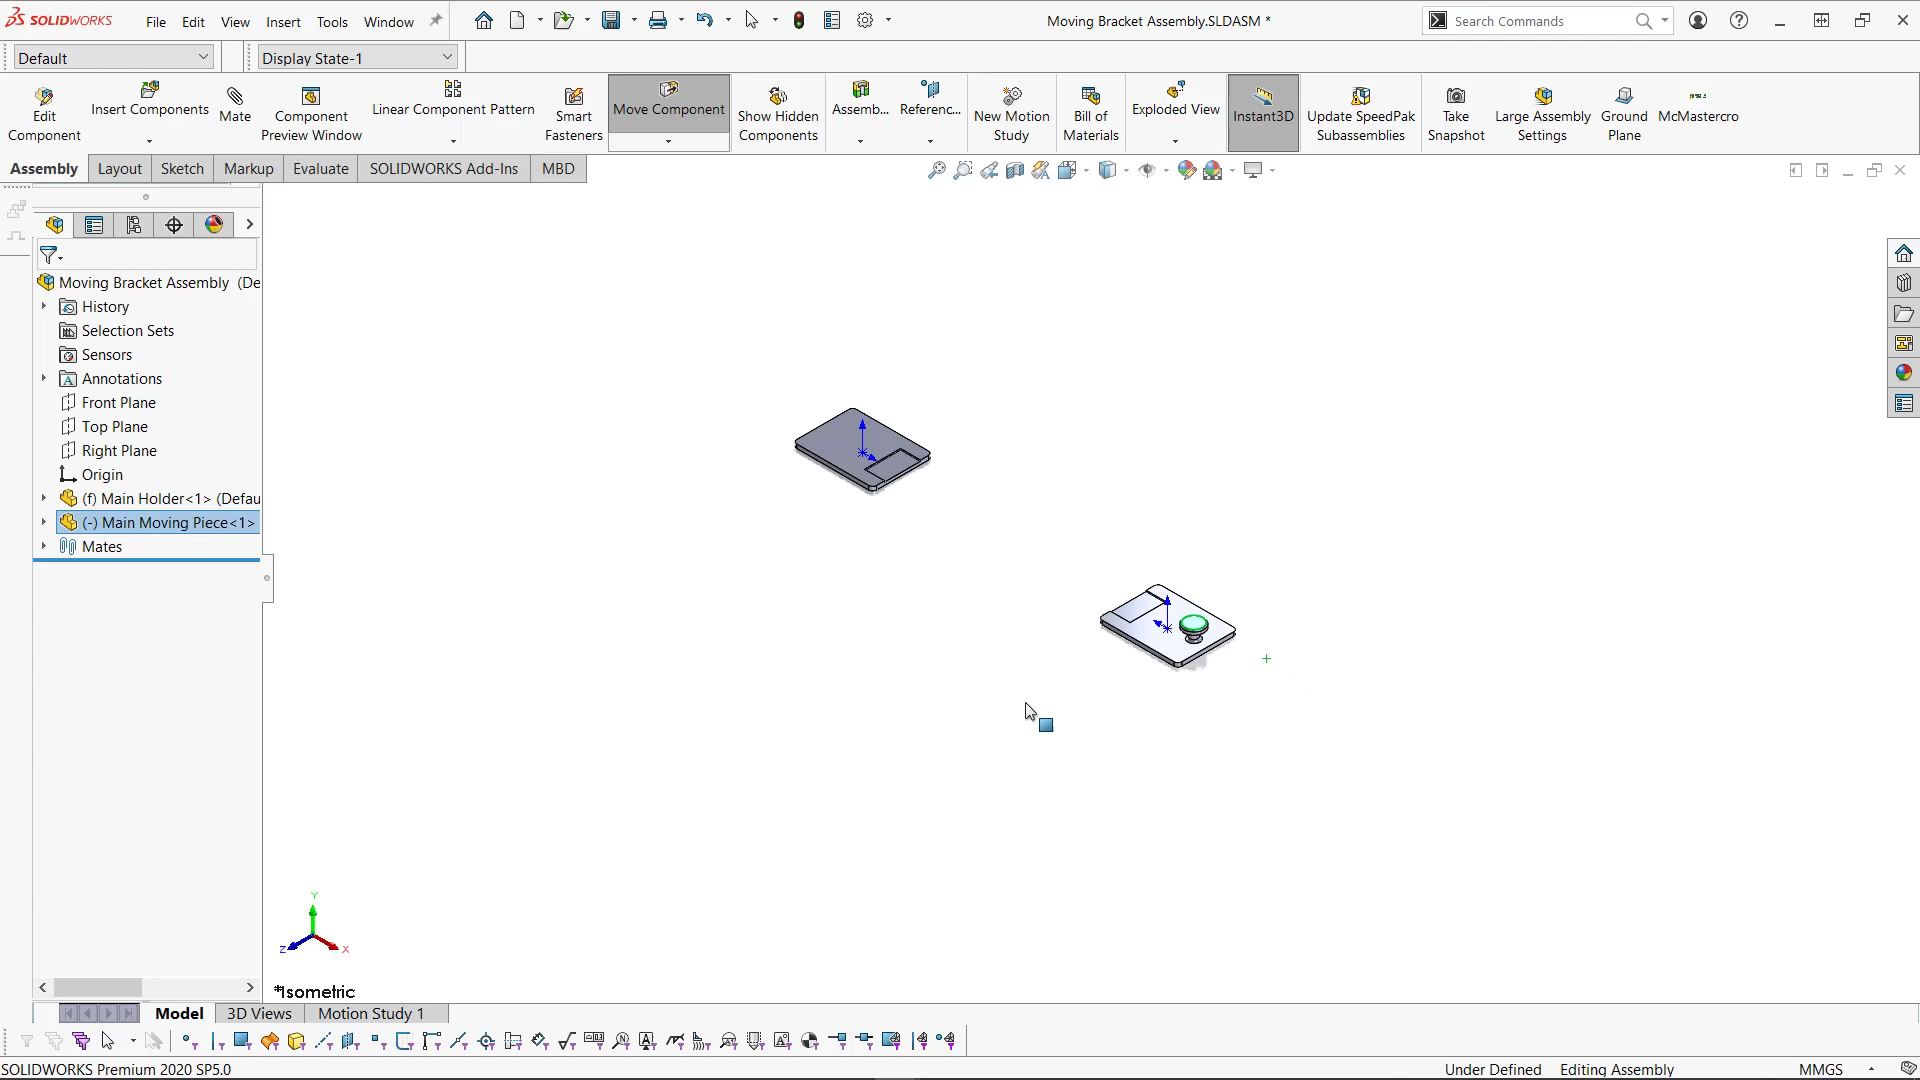 SOLIDWORKS File Edit View Insert Tools Window Moving Bracket Assembly.SLDASM * Search Commands
Default Display State-1
Edit Component
Insert Components
Mate
Component Preview Window
Linear Component Pattern
Smart Fasteners
Move Component
Show Hidden Components
Assemb...
Referenc...
New Motion Study
Bill of Materials
Exploded View
Instant3D
Update SpeedPak Subassemblies
Take Snapshot
Large Assembly Settings
Ground Plane
McMastercro
Assembly Layout Sketch Markup Evaluate SOLIDWORKS Add-Ins MBD
Moving Bracket Assembly (De
History
Selection Sets
Sensors
Annotations
Front Plane
Top Plane
Right Plane
Origin
(f) Main Holder<1> (Defau
(-) Main Moving Piece<1>
Mates
Y
Z X
*Isometric
Model 3D Views Motion Study 1
SOLIDWORKS Premium 2020 SP5.0 Under Defined Editing Assembly MMGS